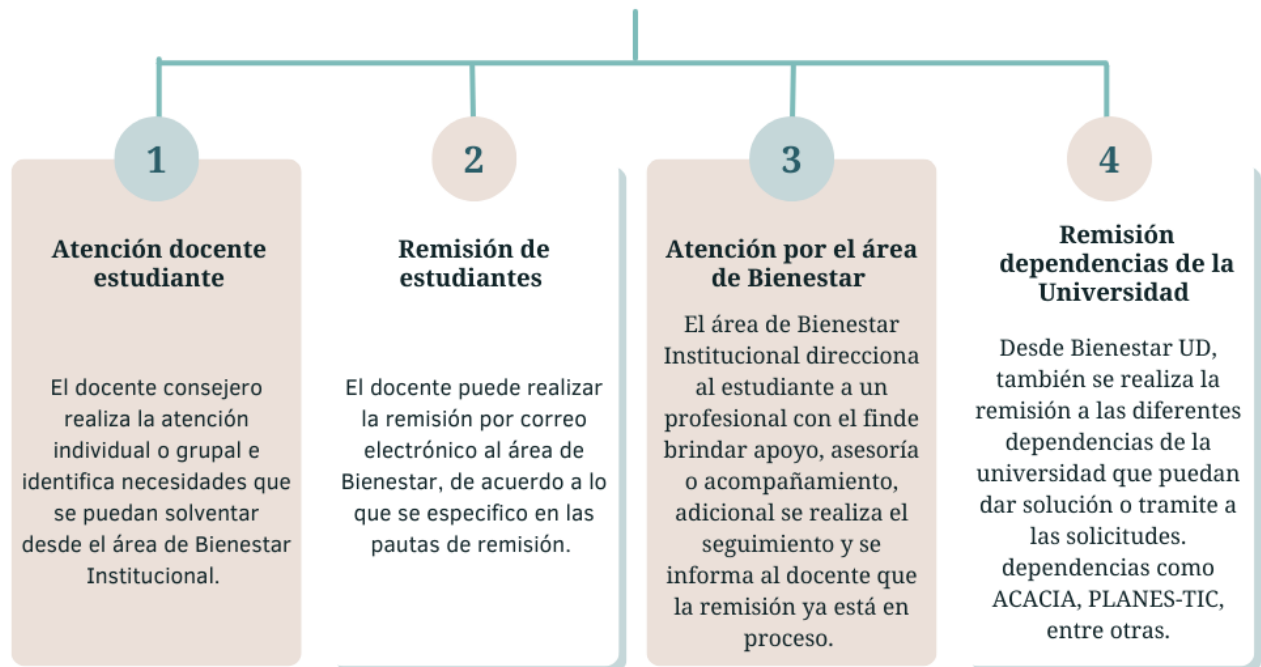 1
Atención docente
estudiante
El docente consejero
realiza la atención
individual o grupal e
identifica necesidades que
se puedan solventar
desde el área de Bienestar
Institucional.
2
Remisión de
estudiantes
El docente puede realizar
la remisión por correo
electrónico al área de
Bienestar, de acuerdo a lo
que se especifico en las
pautas de remisión.
3
Atención por el área
de Bienestar
El área de Bienestar
Institucional direcciona
al estudiante a un
profesional con el finde
brindar apoyo, asesoría
o acompañamiento,
adicional se realiza el
seguimiento y se
informa al docente que
la remisión ya está en
proceso.
4
Remisión
dependencias de la
Universidad
Desde Bienestar UD,
también se realiza la
remisión a las diferentes
dependencias de la
universidad que puedan
dar solución o tramite a
las solicitudes.
dependencias como
ACACIA, PLANES-TIC,
entre otras.